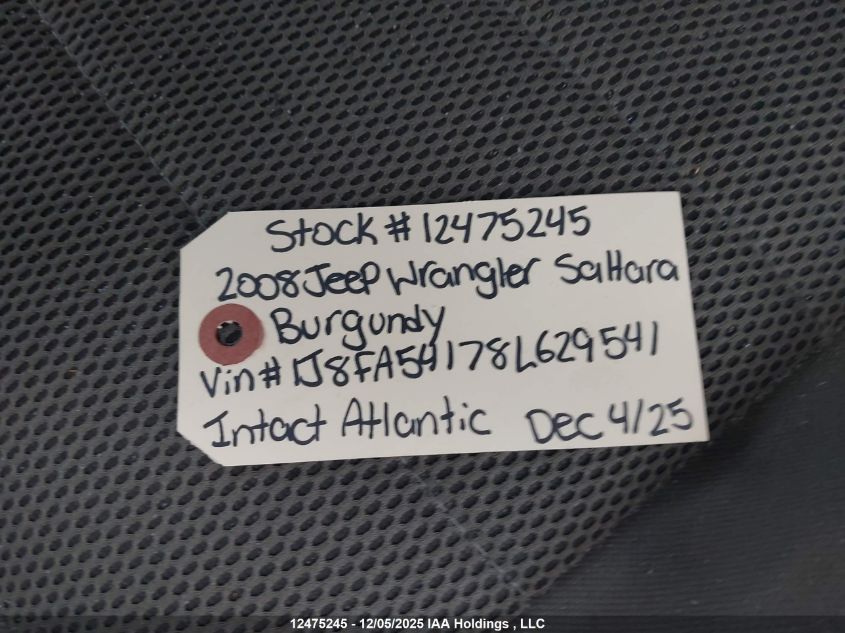 Stock # 12475245
2008 Jeep Wrangler SaHara
Burgundy
Vin # 1J8FA54178L629541
Intact Atlantic Dec 4/25
12475245 - 12/05/2025 IAA Holdings , LLC